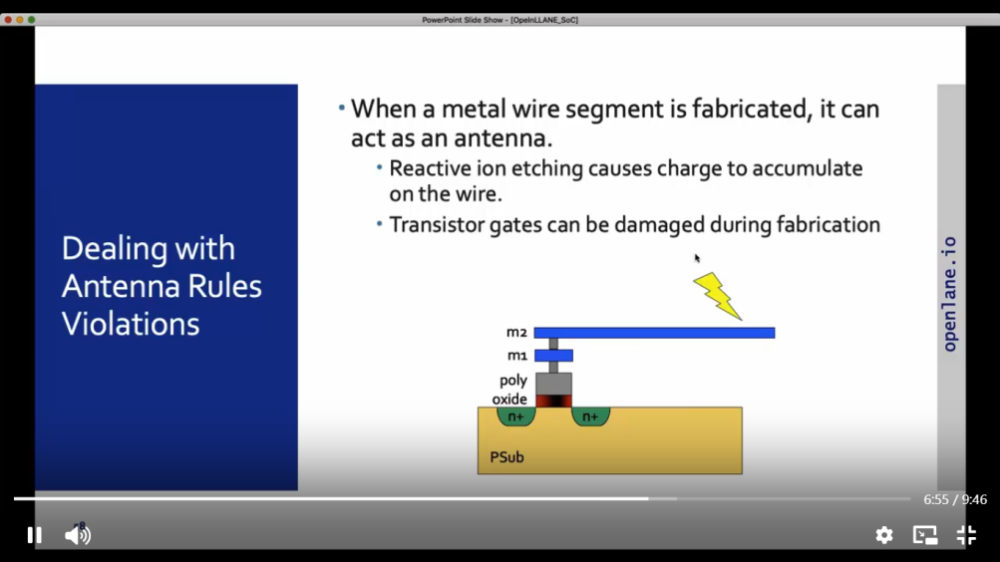 PowerPoint Slide Show - [OpeInLLANE_SoC]
Dealing with
Antenna Rules
Violations
• When a metal wire segment is fabricated, it can
act as an antenna.
• Reactive ion etching causes charge to accumulate
on the wire.
• Transistor gates can be damaged during fabrication
m2
m1
poly
oxide
n+
n+
PSub
openlane.io
6:55 / 9:46